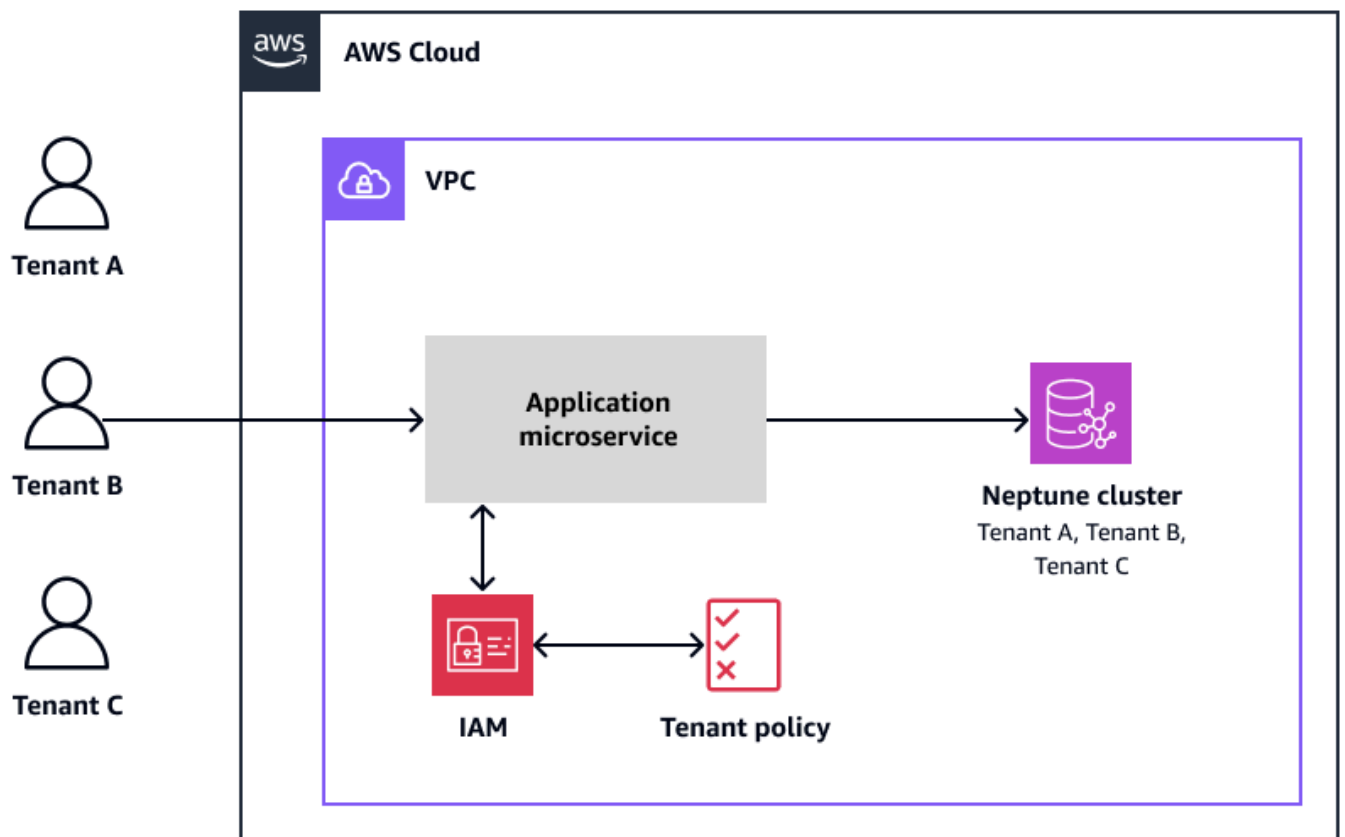 aws
AWS Cloud
VPC
Tenant A
Tenant B
Tenant C
Application
microservice
Neptune cluster
Tenant A, Tenant B,
Tenant C
IAM
Tenant policy